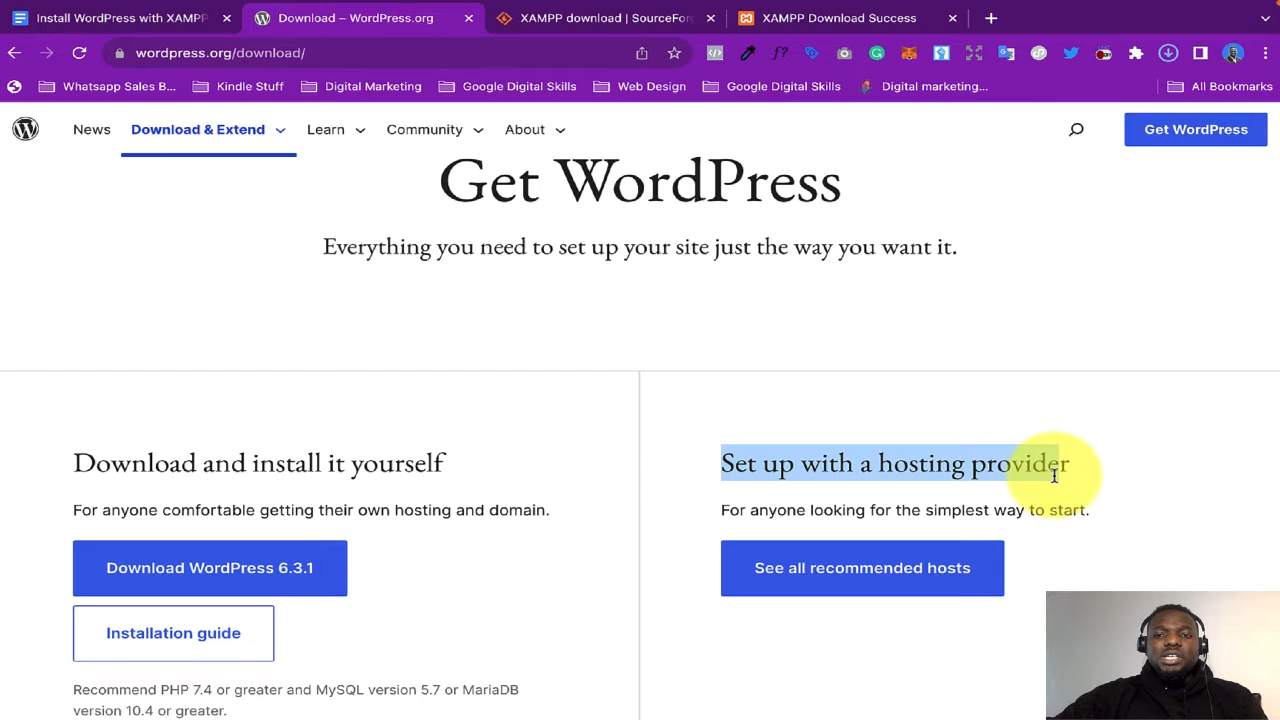 Install WordPress with XAMPP
Download – WordPress.org
XAMPP download | SourceFor
XAMPP Download Success
wordpress.org/download/
Whatsapp Sales B...
Kindle Stuff
Digital Marketing
Google Digital Skills
Web Design
Google Digital Skills
Digital marketing...
All Bookmarks
News
Download & Extend
Learn
Community
About
Get WordPress
Get WordPress
Everything you need to set up your site just the way you want it.
Download and install it yourself
For anyone comfortable getting their own hosting and domain.
Download WordPress 6.3.1
Installation guide
Recommend PHP 7.4 or greater and MySQL version 5.7 or MariaDB
version 10.4 or greater.
Set up with a hosting provider
For anyone looking for the simplest way to start.
See all recommended hosts